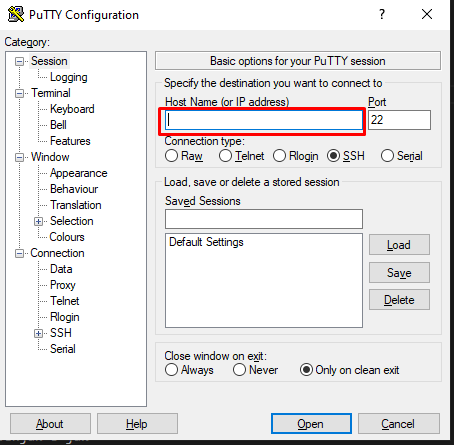 PuTTY Configuration
Category:
Session
Logging
Terminal
Keyboard
Bell
Features
Window
Appearance
Behaviour
Translation
Selection
Colours
Connection
Data
Proxy
Telnet
Rlogin
SSH
Serial
Basic options for your PuTTY session
Specify the destination you want to connect to
Host Name (or IP address) Port
22
Connection type:
Raw Telnet Rlogin SSH Serial
Load, save or delete a stored session
Saved Sessions
Default Settings
Load
Save
Delete
Close window on exit:
Always Never Only on clean exit
About Help Open Cancel